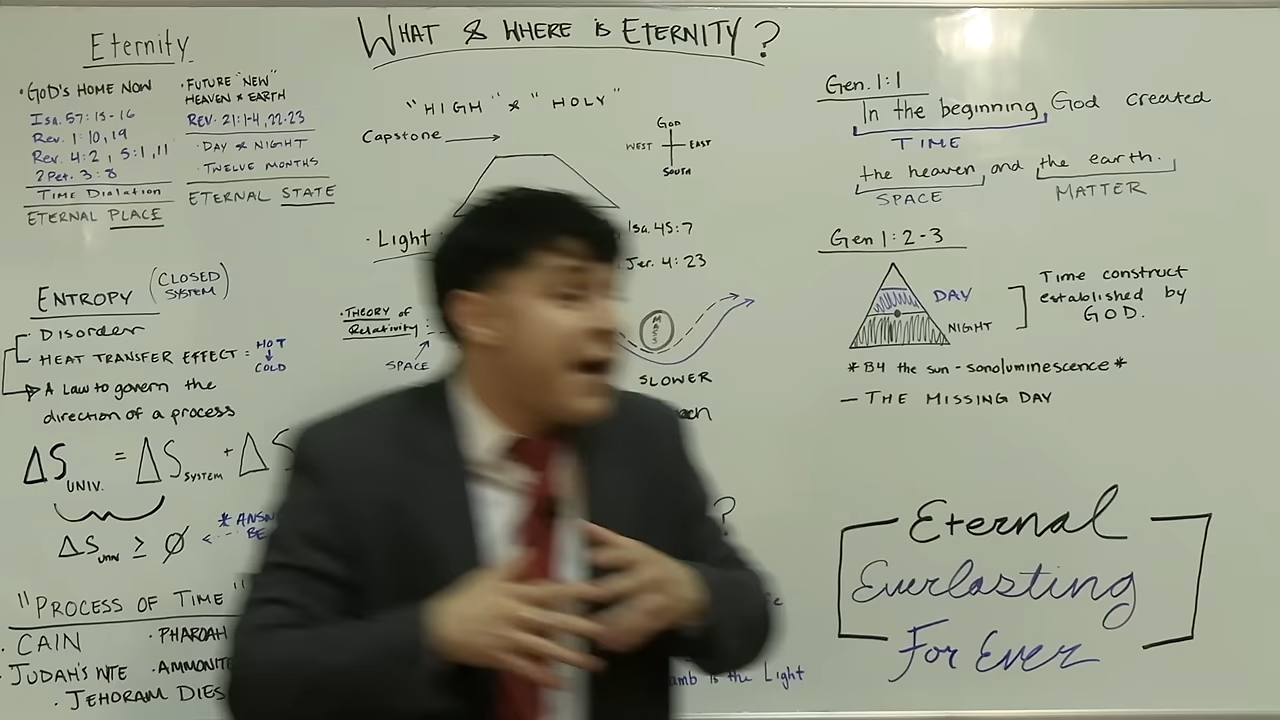 WHAT & WHERE IS ETERNITY?
Eternity
• GOD'S HOME NOW
Isa. 57:15-16
Rev. 1:10,19
Rev. 4:2, 5:1,11
2 Pet. 3:8
TIME DIALATION
ETERNAL PLACE
• FUTURE "NEW"
HEAVEN & EARTH
REV. 21:1-4, 22-23
• DAY & NIGHT
• TWELVE MONTHS
ETERNAL STATE
ENTROPY (CLOSED
SYSTEM)
Disorder
HEAT TRANSFER EFFECT = HOT
COLD
A LAW to govern the
direction of a process
ΔS UNIV. = ΔS SYSTEM + ΔS
ΔS UNIV ≥ ∅
"PROCESS OF TIME"
• CAIN
• PHAROAH
• JUDAH'S
• JEHORAM DIES
"HIGH" & "HOLY"
Capstone
GOD
WEST EAST
SOUTH
• Light
Isa. 45:7
Jer. 4:23
• THEORY of
Relativity:
SPACE
MASS
SLOWER
?
is the Light
Gen. 1:1
In the beginning, God created
TIME
the heaven, and the earth.
SPACE MATTER
Gen 1:2-3
DAY
NIGHT
Time construct
established by
GOD.
* B4 the sun - sonoluminescence *
— THE MISSING DAY
Eternal
Everlasting
For Ever